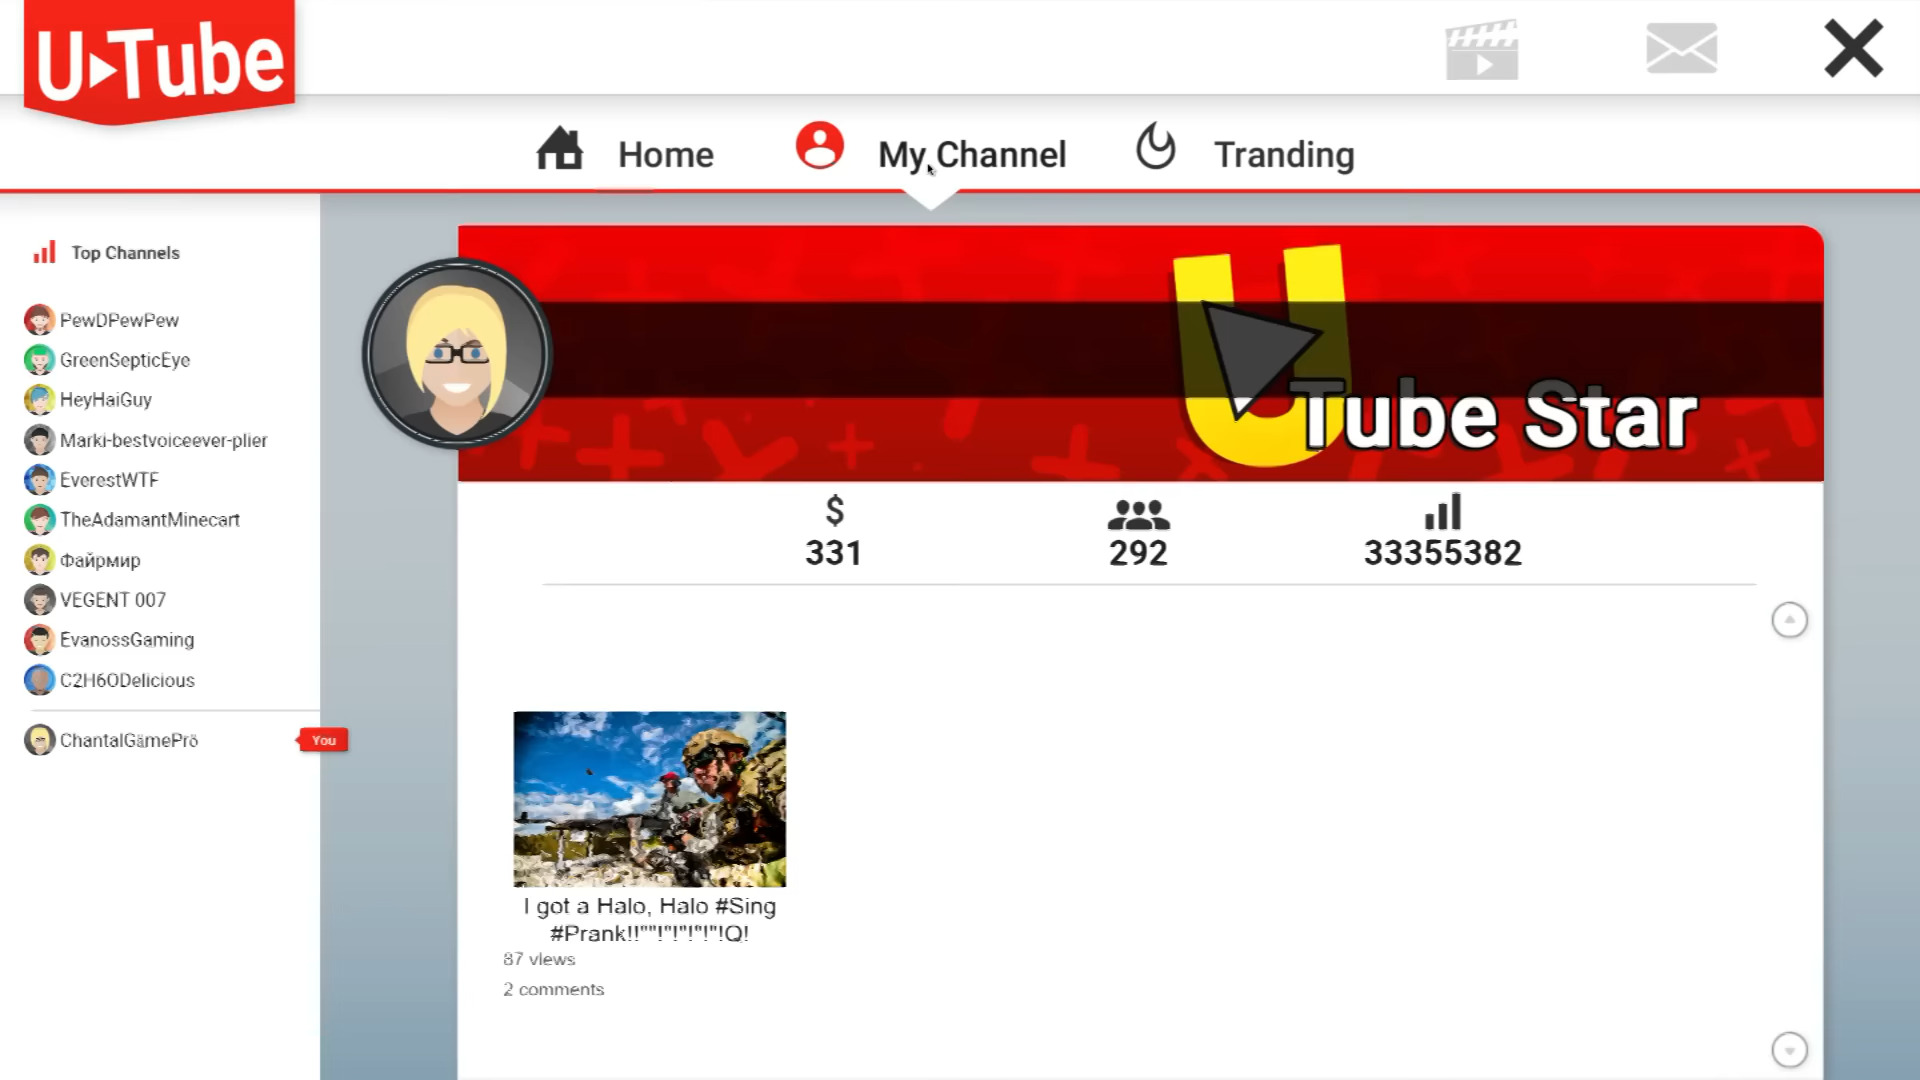 U Tube
Home
My Channel
Tranding
Top Channels
PewDPewPew
GreenSepticEye
HeyHaiGuy
Marki-bestvoiceever-plier
EverestWTF
TheAdamantMinecart
Файрмир
VEGENT 007
EvanossGaming
C2H6ODelicious
ChantalGämePrö
You
U
Tube Star
$
331
292
33355382
I got a Halo, Halo #Sing
#Prank!!""!"!"!"!"!Q!
87 views
2 comments